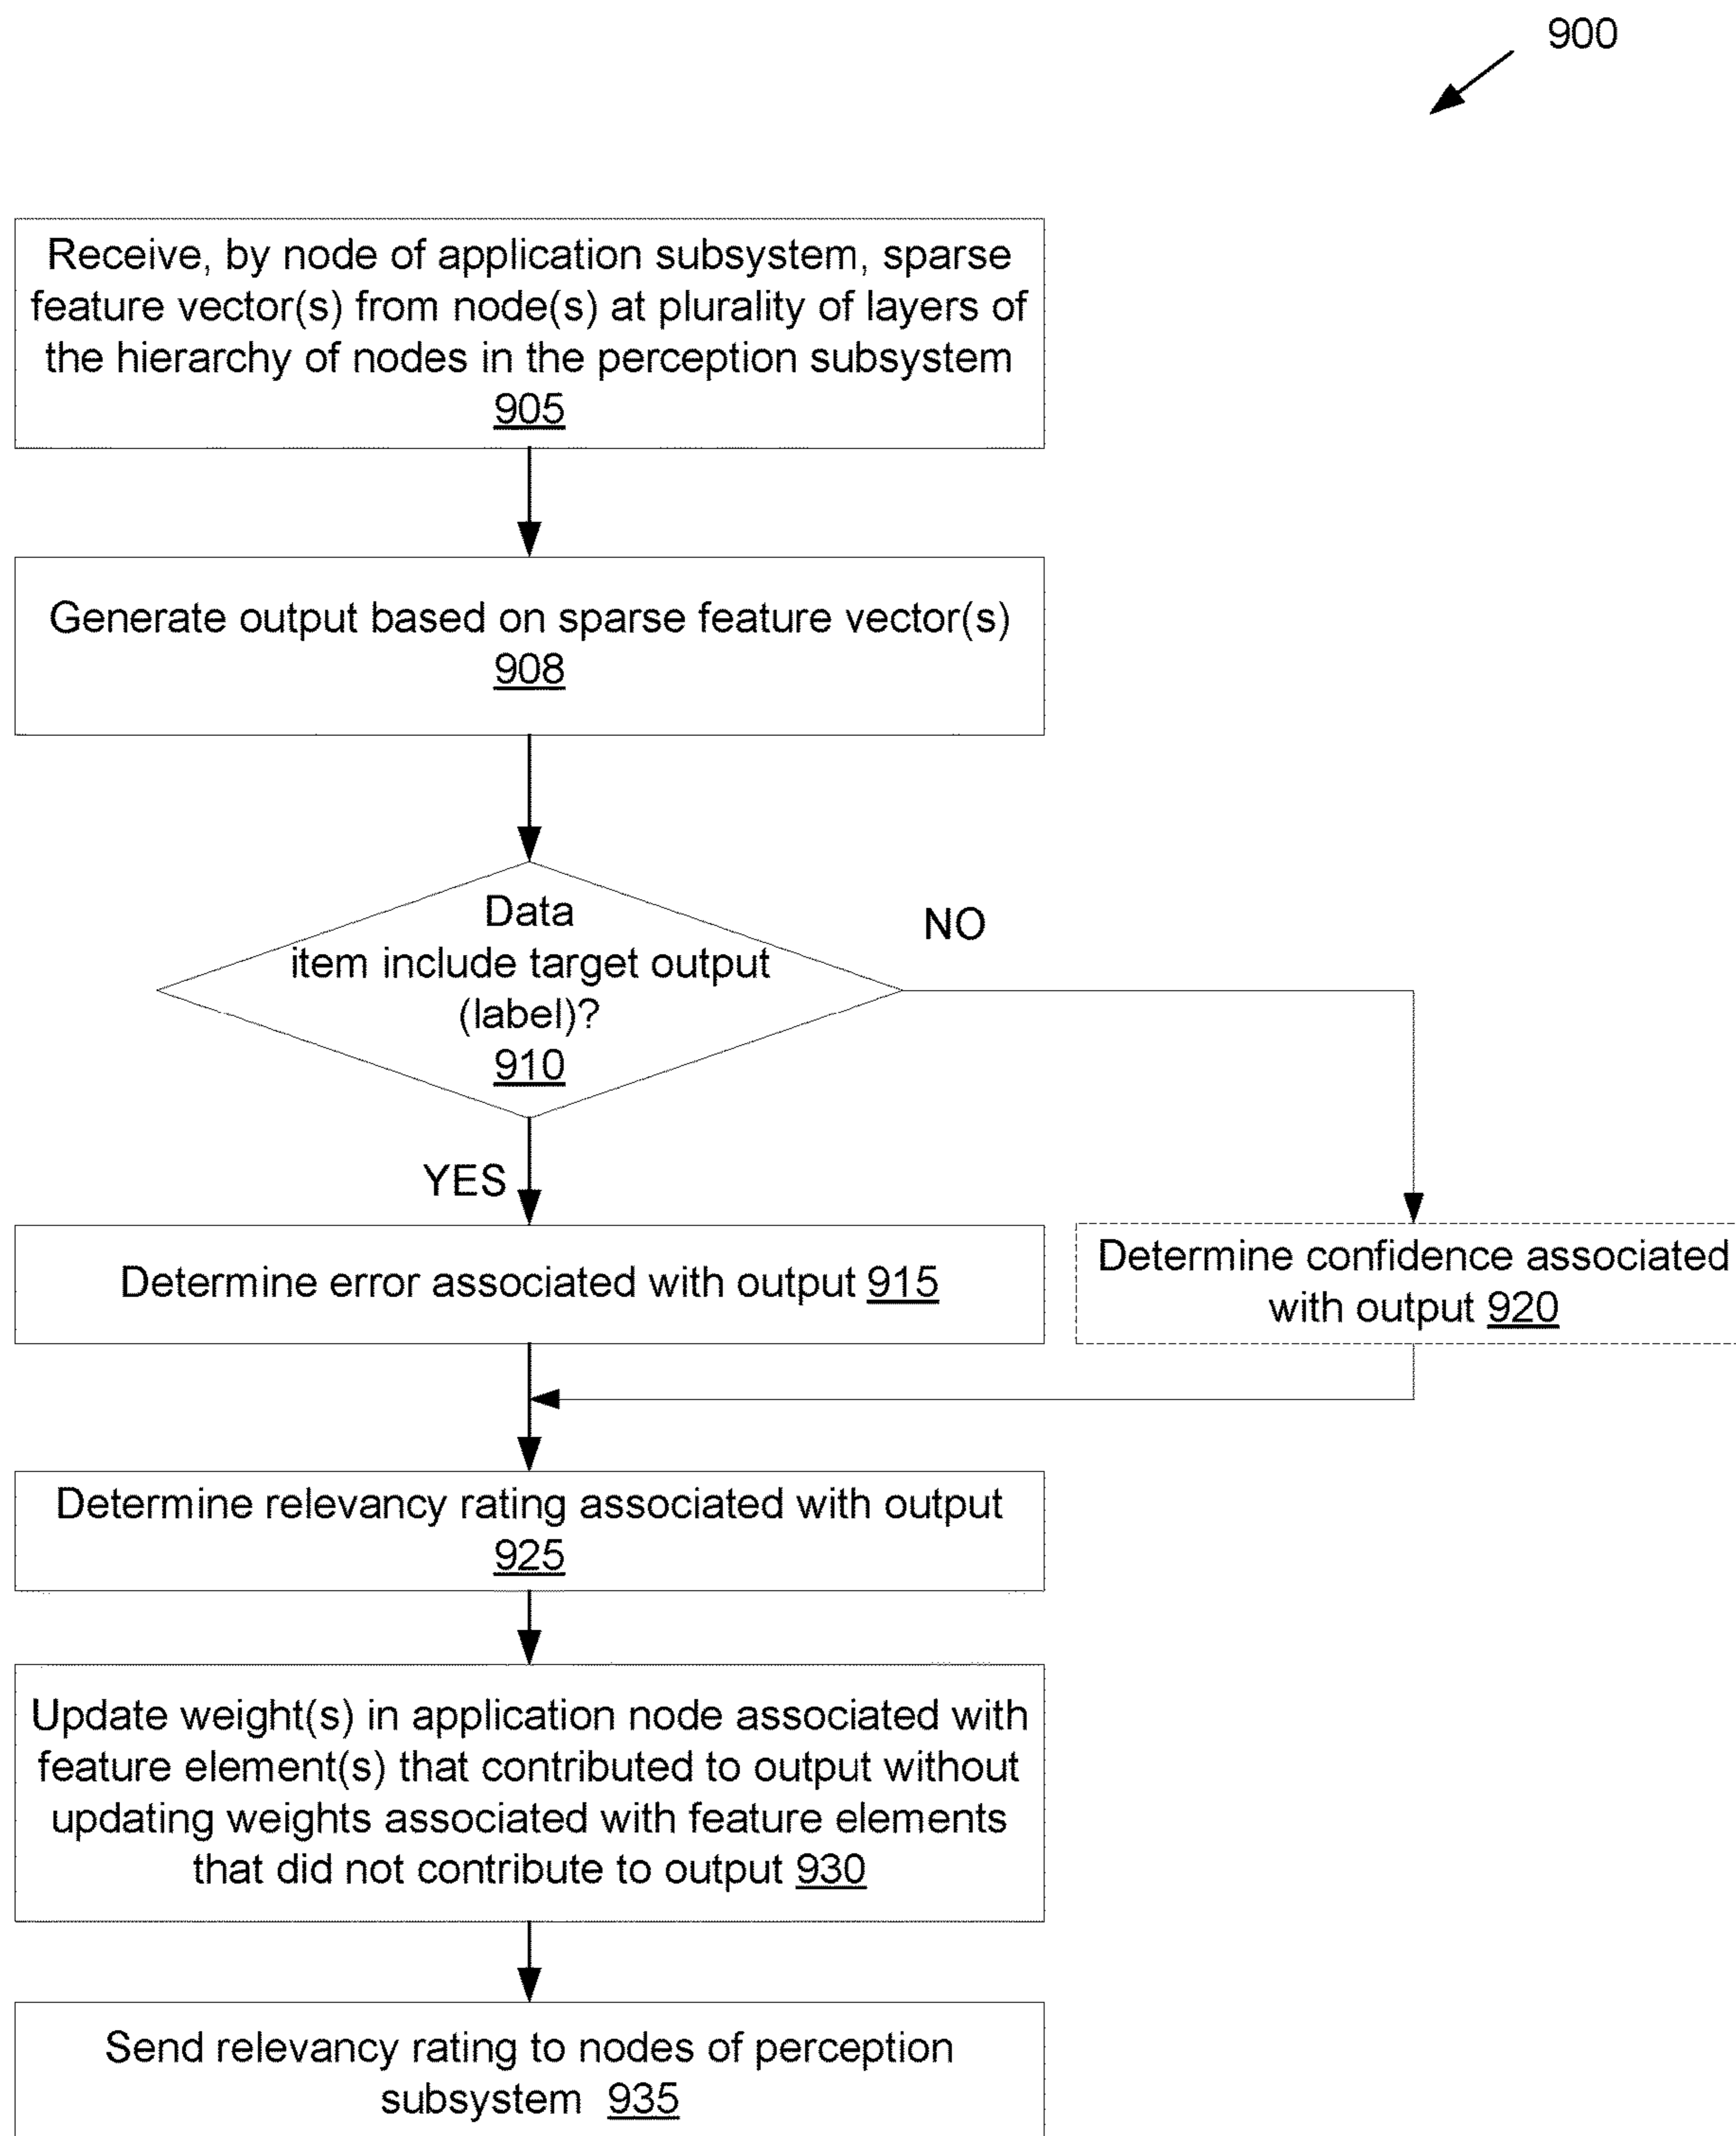 900
Receive, by node of application subsystem, sparse
feature vector(s) from node(s) at plurality of layers of
the hierarchy of nodes in the perception subsystem
905
Generate output based on sparse feature vector(s)
908
Data
item include target output
(label)?
910
NO
YES
Determine error associated with output 915
Determine confidence associated
with output 920
Determine relevancy rating associated with output
925
Update weight(s) in application node associated with
feature element(s) that contributed to output without
updating weights associated with feature elements
that did not contribute to output 930
Send relevancy rating to nodes of perception
subsystem 935